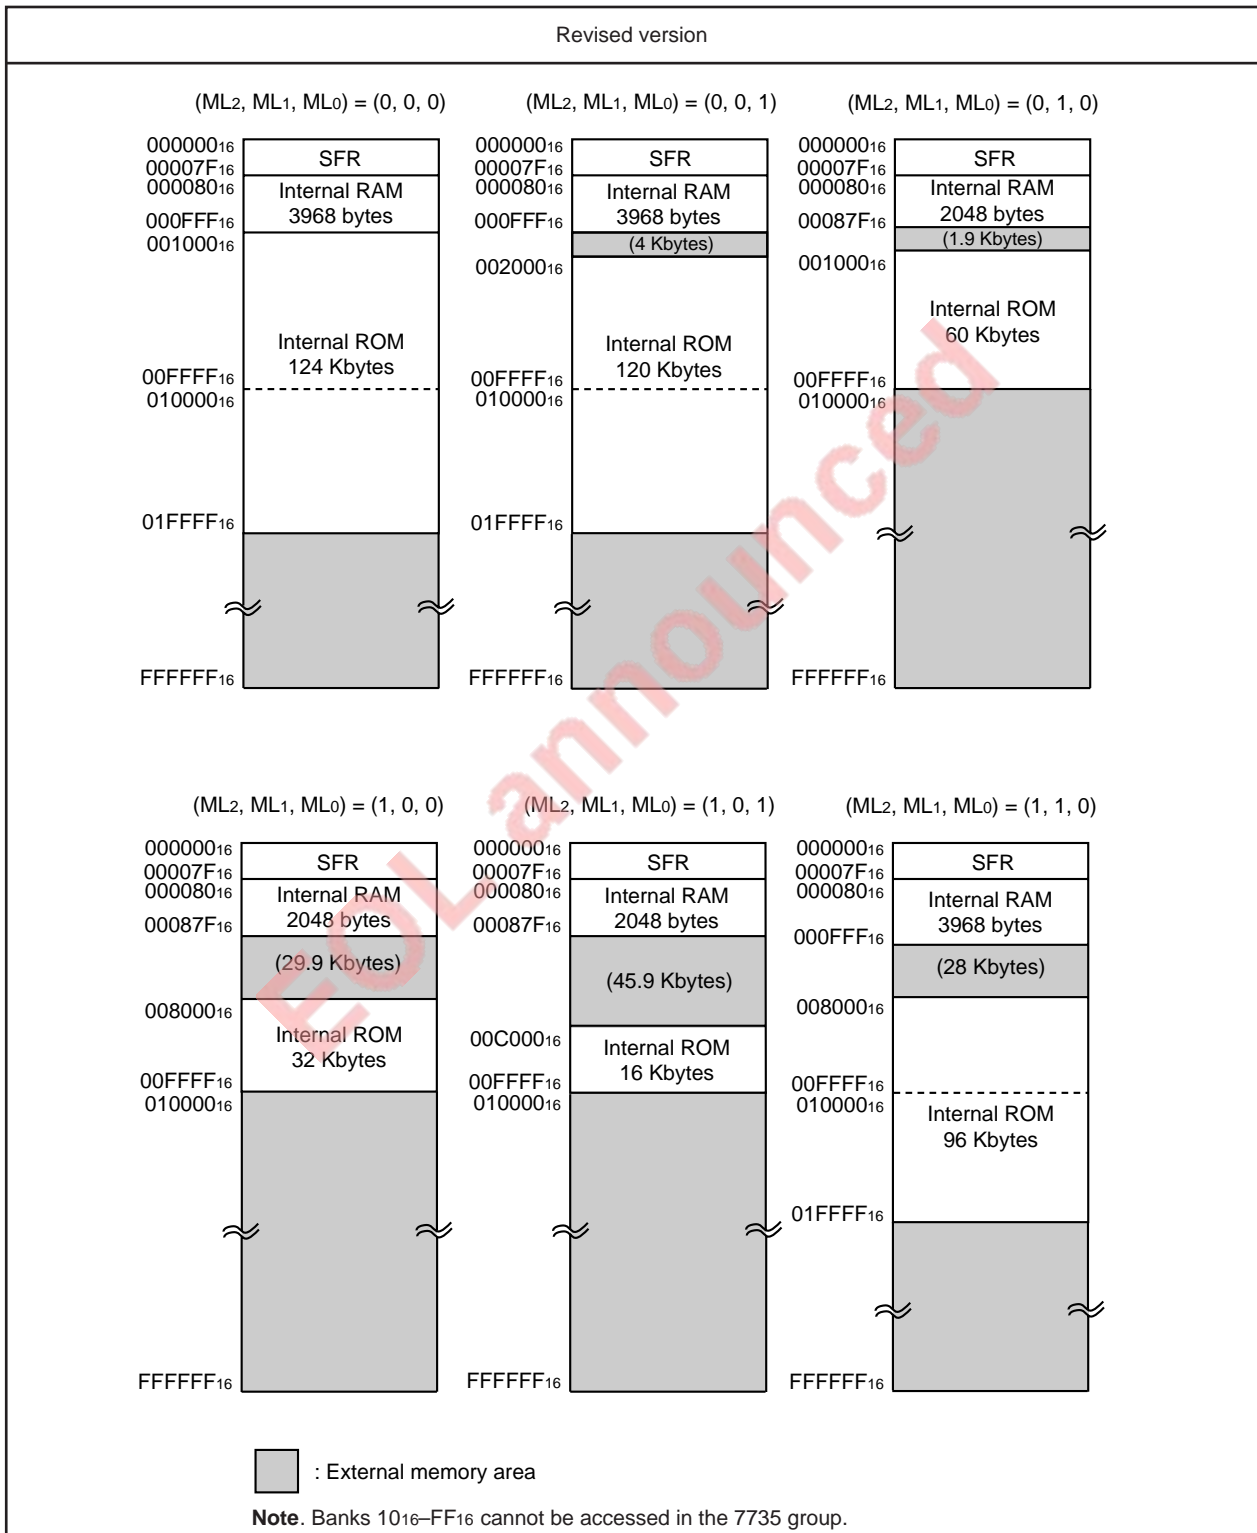 Revised version
(ML2, ML1, ML0) = (0, 0, 0)
00000016
00007F16
00008016
000FFF16
00100016
00FFFF16
01000016
01FFFF16
FFFFFF16
SFR
Internal RAM
3968 bytes
Internal ROM
124 Kbytes
(ML2, ML1, ML0) = (0, 0, 1)
00000016
00007F16
00008016
000FFF16
00200016
00FFFF16
01000016
01FFFF16
FFFFFF16
SFR
Internal RAM
3968 bytes
(4 Kbytes)
Internal ROM
120 Kbytes
(ML2, ML1, ML0) = (0, 1, 0)
00000016
00007F16
00008016
00087F16
00100016
00FFFF16
01000016
FFFFFF16
SFR
Internal RAM
2048 bytes
(1.9 Kbytes)
Internal ROM
60 Kbytes
(ML2, ML1, ML0) = (1, 0, 0)
00000016
00007F16
00008016
00087F16
00800016
00FFFF16
01000016
FFFFFF16
SFR
Internal RAM
2048 bytes
(29.9 Kbytes)
Internal ROM
32 Kbytes
(ML2, ML1, ML0) = (1, 0, 1)
00000016
00007F16
00008016
00087F16
00C00016
00FFFF16
01000016
FFFFFF16
SFR
Internal RAM
2048 bytes
(45.9 Kbytes)
Internal ROM
16 Kbytes
(ML2, ML1, ML0) = (1, 1, 0)
00000016
00007F16
00008016
000FFF16
00800016
00FFFF16
01000016
01FFFF16
FFFFFF16
SFR
Internal RAM
3968 bytes
(28 Kbytes)
Internal ROM
96 Kbytes
EOL announced
: External memory area
Note. Banks 1016–FF16 cannot be accessed in the 7735 group.